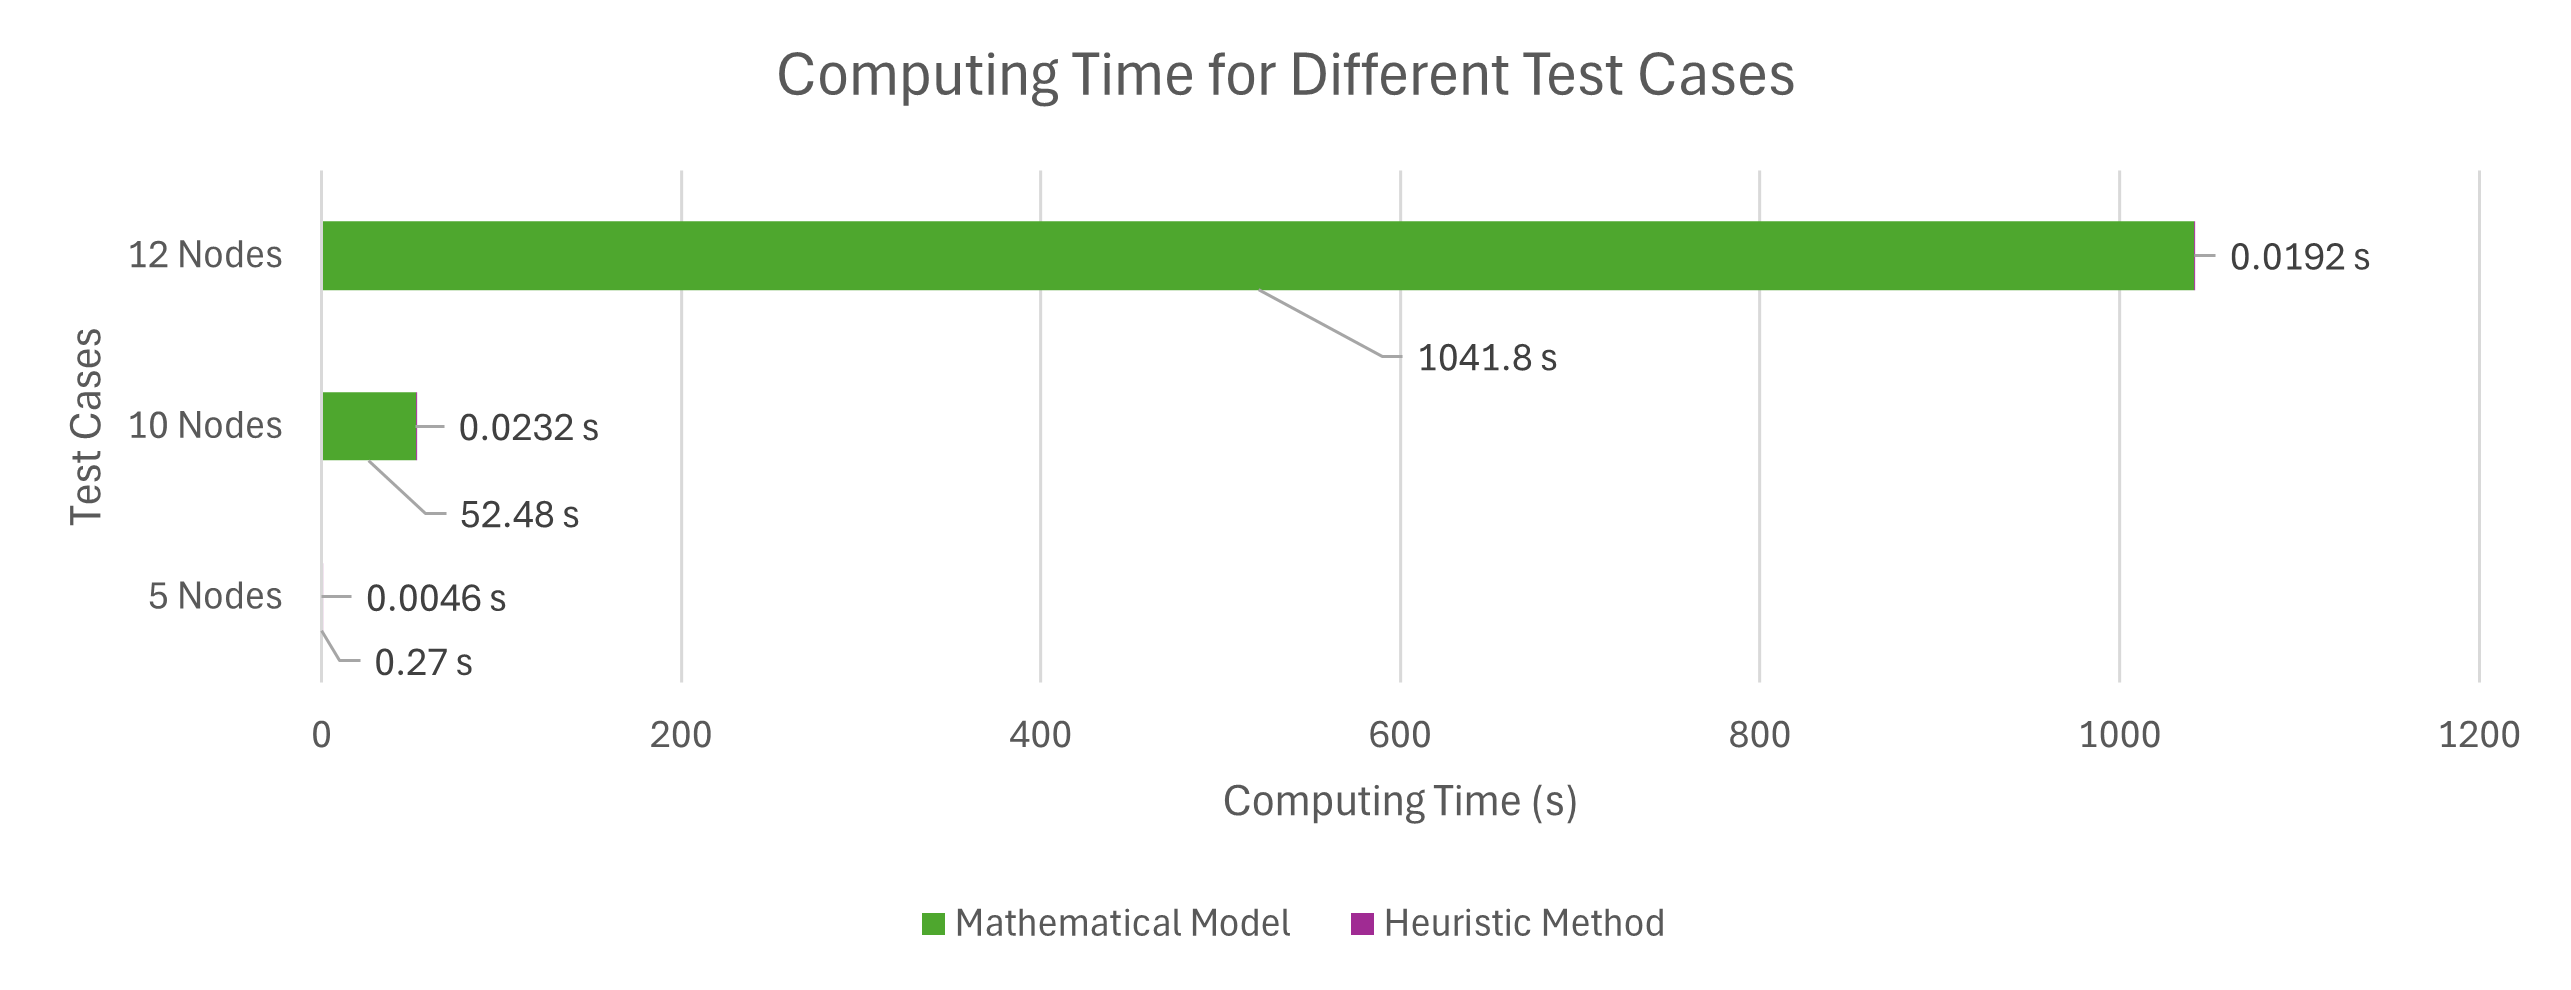 Computing Time for Different Test Cases
12 Nodes
0.0192 s
1041.8 s
Test Cases
10 Nodes
0.0232 s
52.48 s
5 Nodes
0.0046 s
0.27 s
0 200 400 600 800 1000 1200
Computing Time (s)
Mathematical Model Heuristic Method